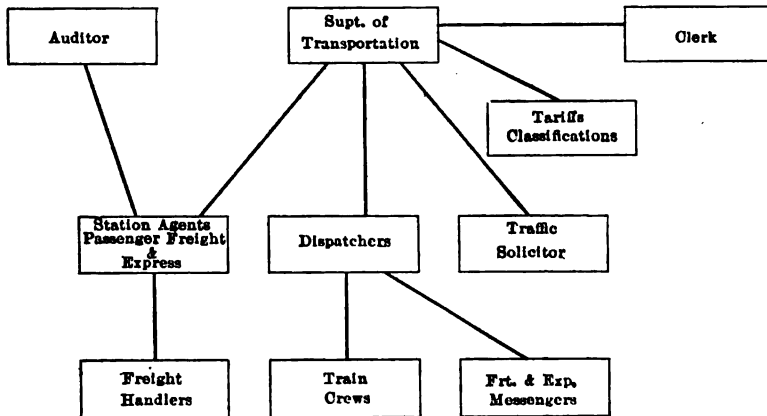 Auditor
Supt. of
Transportation
Clerk
Tariffs
Classifications
Station Agents
Passenger Freight
&
Express
Dispatchers
Traffic
Solicitor
Freight
Handlers
Train
Crews
Frt. & Exp.
Messengers